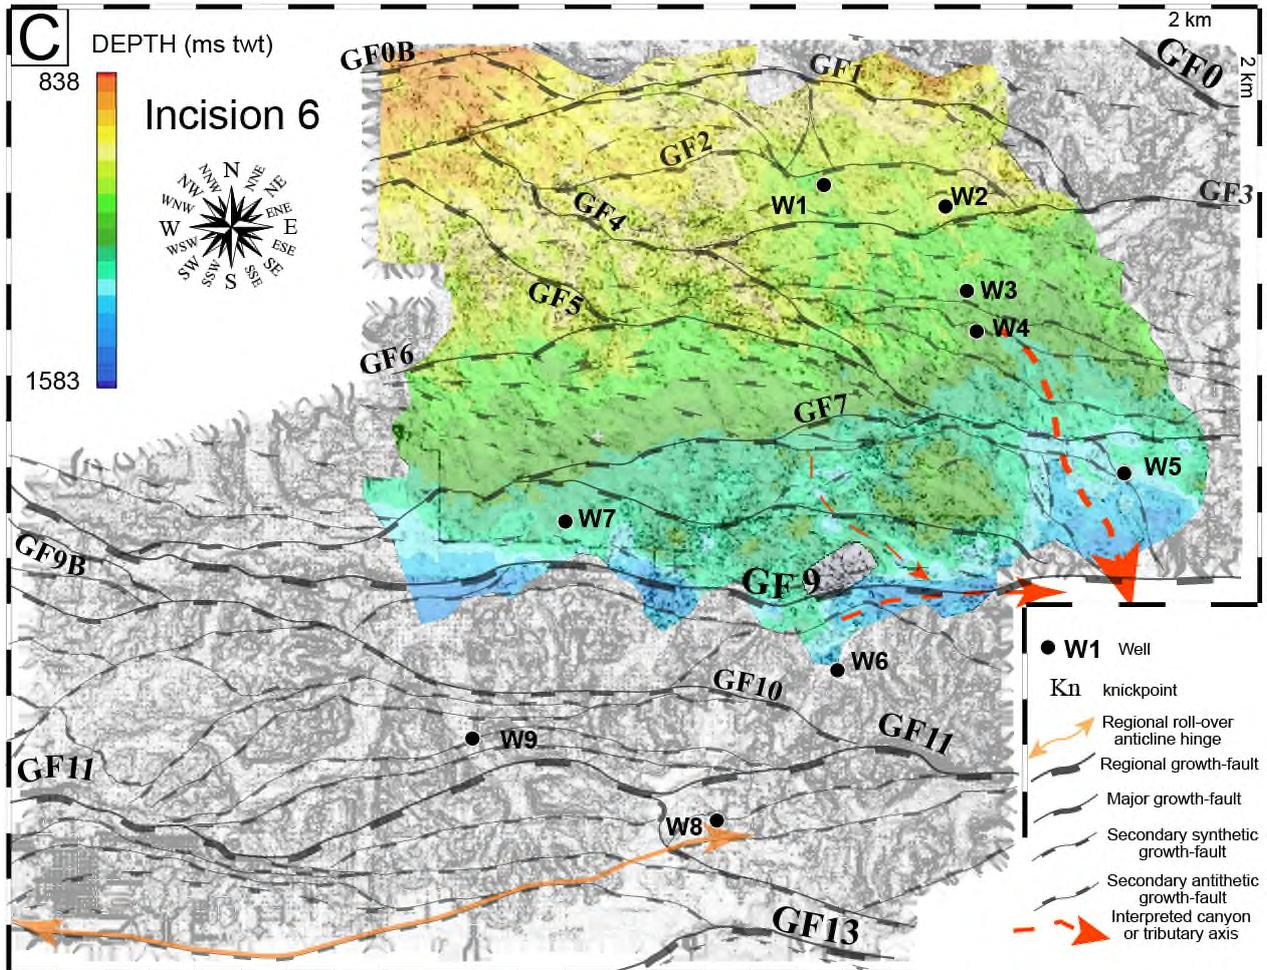 C
DEPTH (ms twt)
838
1583
Incision 6
N
NNE
NE
ENE
E
ESE
SE
SSE
S
SSW
SW
WSW
W
WNW
NW
NNW
2 km
2 km
GF0B
GF1
GF0
GF2
GF3
W1
W2
GF4
GF5
W3
W4
GF6
GF7
W5
W7
GF9B
GF 9
W6
GF10
GF11
W9
GF11
W8
GF13
W1 Well
Kn knickpoint
Regional roll-over
anticline hinge
Regional growth-fault
Major growth-fault
Secondary synthetic
growth-fault
Secondary antithetic
growth-fault
Interpreted canyon
or tributary axis